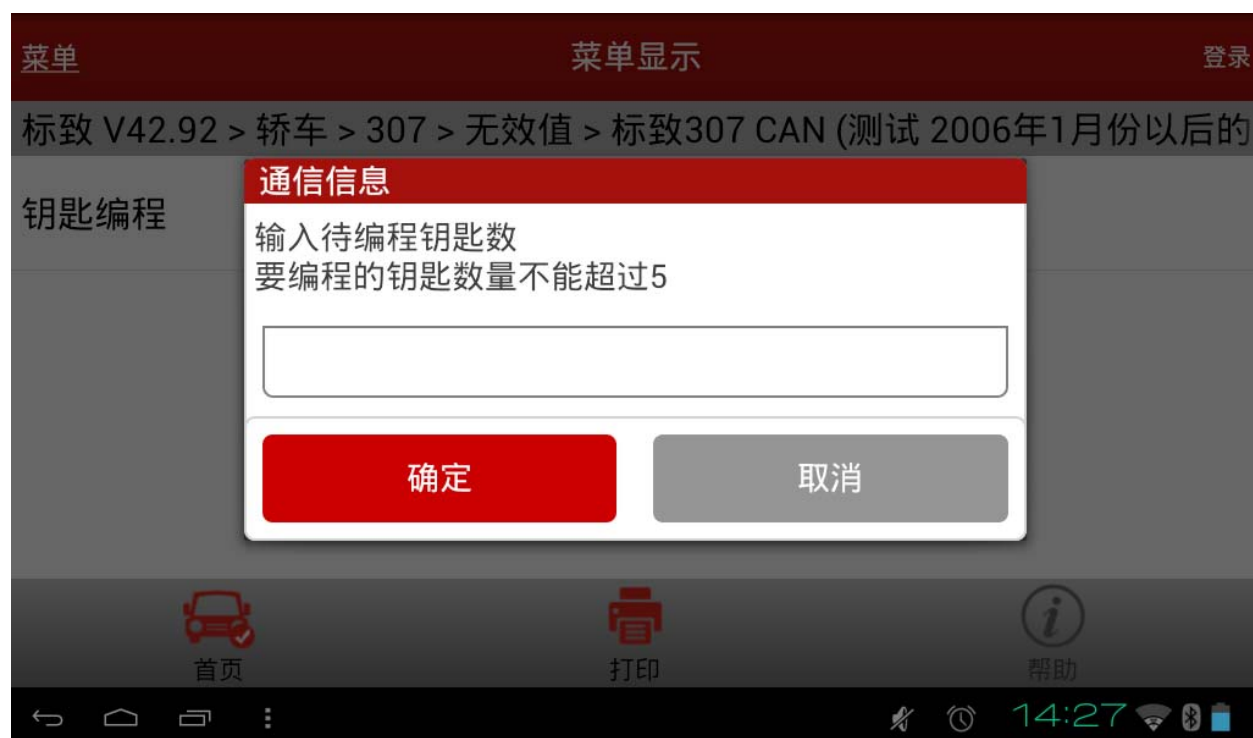 菜单 菜单显示 登录
标致 V42.92 > 轿车 > 307 > 无效值 > 标致307 CAN (测试 2006年1月份以后的
通信信息
钥匙编程
输入待编程钥匙数
要编程的钥匙数量不能超过5
确定 取消
首页 打印 帮助
14:27